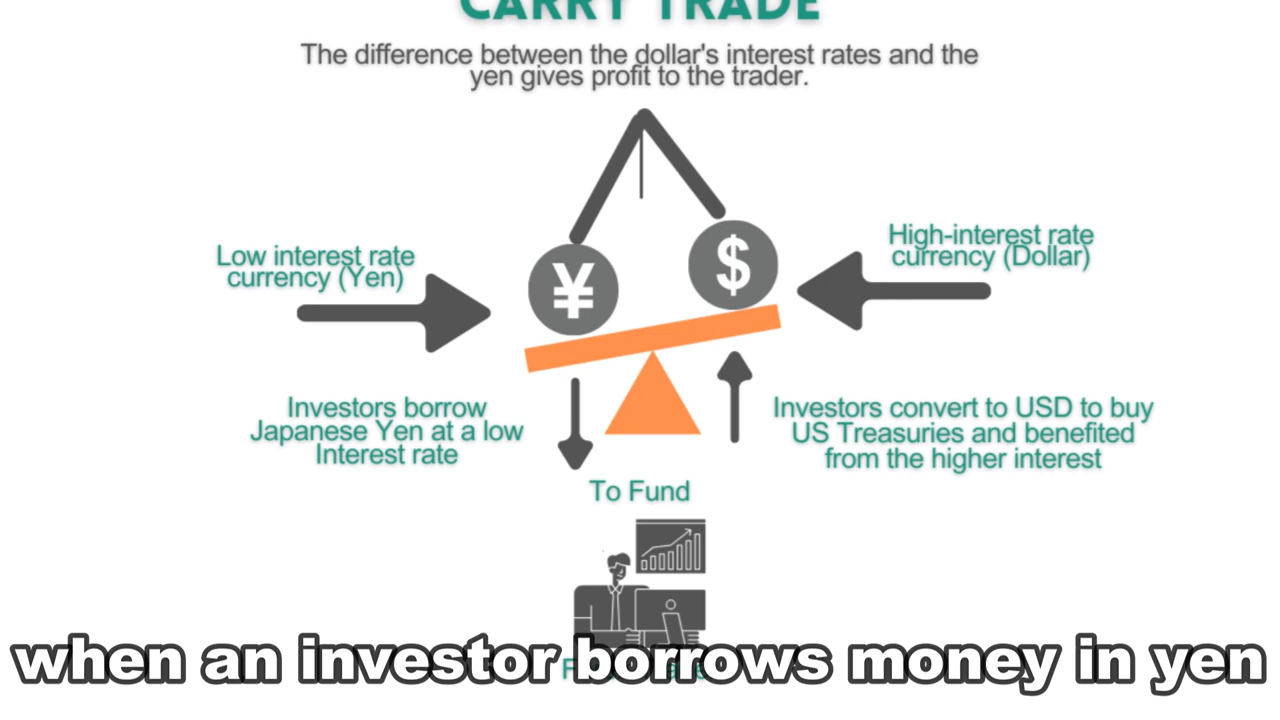 CARRY TRADE
The difference between the dollar's interest rates and the
yen gives profit to the trader.
Low interest rate
currency (Yen)
High-interest rate
currency (Dollar)
¥
$
Investors borrow
Japanese Yen at a low
Interest rate
Investors convert to USD to buy
US Treasuries and benefited
from the higher interest
To Fund
when an investor borrows money in yen